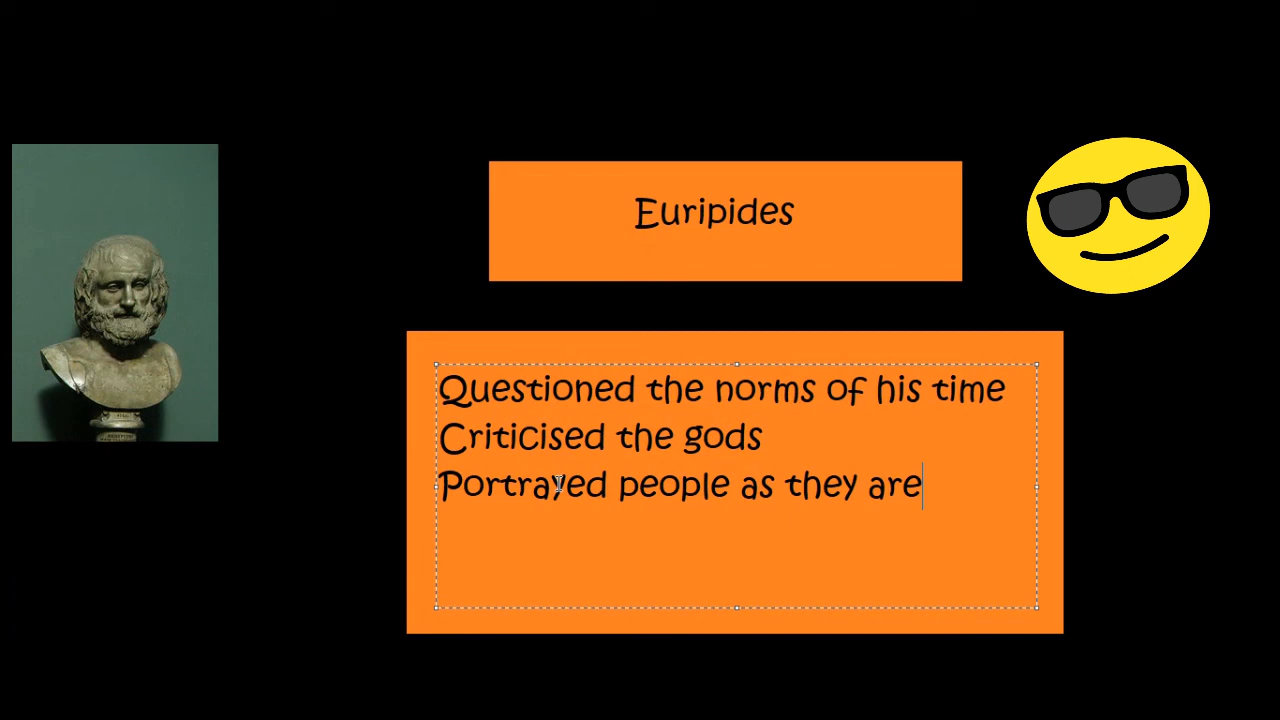 Euripides
Questioned the norms of his time
Criticised the gods
Portrayed people as they are